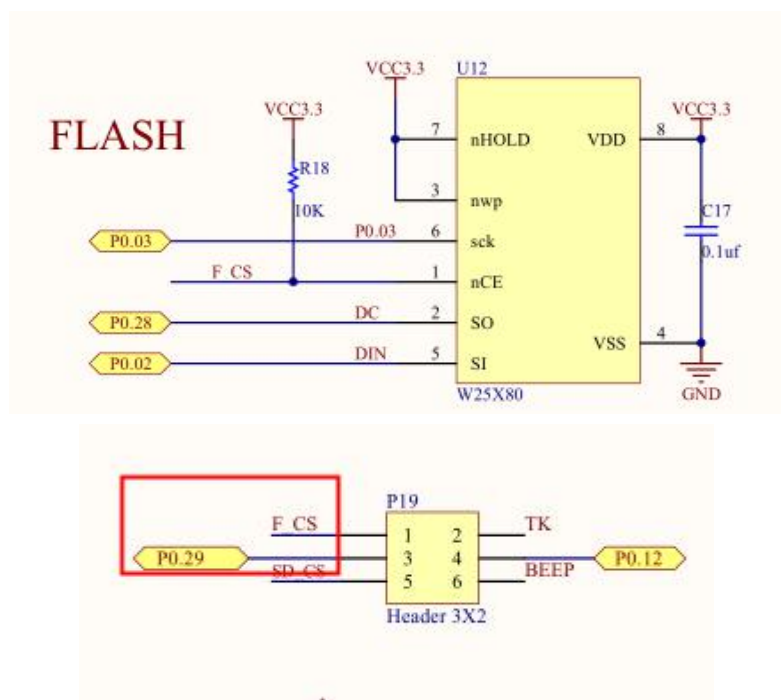 VCC3.3 U12
VCC3.3 VCC3.3
FLASH
7 nHOLD VDD 8
R18
10K
3 nwp
C17
0.1uf
P0.03 P0.03 6 sck
F_CS 1 nCE
P0.28 DC 2 SO
VSS 4
P0.02 DIN 5 SI
W25X80 GND
P19
F_CS 1 2 TK
P0.29 3 4 P0.12
SD_CS 5 6 BEEP
Header 3X2